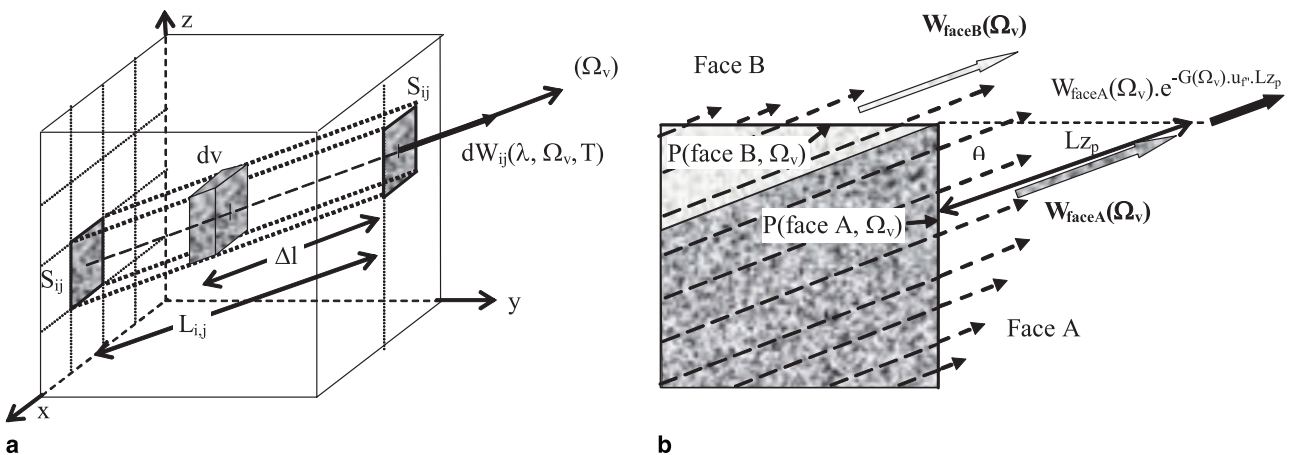 z
(Ωv)
Sij
dv
dWij(λ, Ωv, T)
Sij
Δl
y
Li,j
x
a
WfaceB(Ωv)
Face B
WfaceA(Ωv).e-G(Ωv).uf'.Lzp
P(face B, Ωv)
θ
Lzp
P(face A, Ωv)
WfaceA(Ωv)
Face A
b